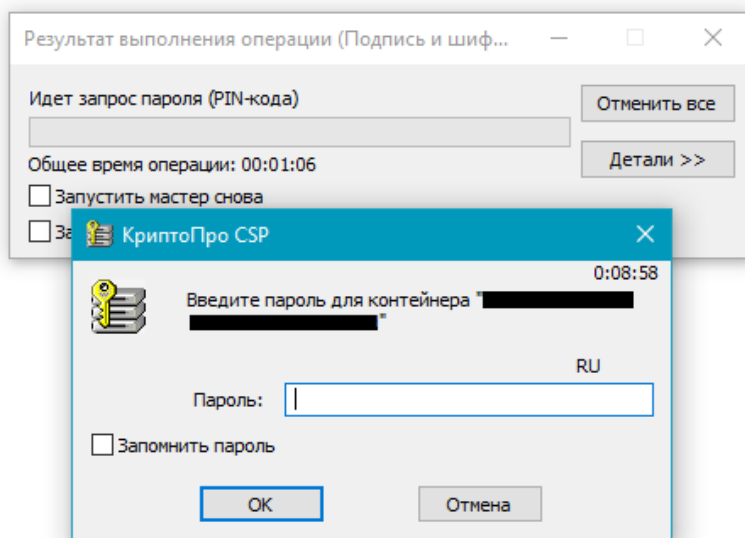 Результат выполнения операции (Подпись и шиф...
Идет запрос пароля (PIN-кода)
Отменить все
Общее время операции: 00:01:06
Детали >>
Запустить мастер снова
За
КриптоПро CSP
0:08:58
Введите пароль для контейнера "
"
RU
Пароль:
Запомнить пароль
OK
Отмена